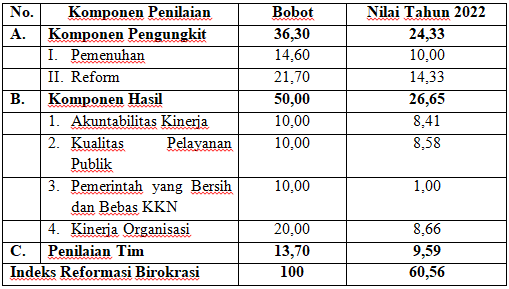 No. Komponen Penilaian Bobot Nilai Tahun 2022
A. Komponen Pengungkit 36,30 24,33
I. Pemenuhan 14,60 10,00
II. Reform 21,70 14,33
B. Komponen Hasil 50,00 26,65
1. Akuntabilitas Kinerja 10,00 8,41
2. Kualitas Pelayanan 10,00 8,58
Publik
3. Pemerintah yang Bersih 10,00 1,00
dan Bebas KKN
4. Kinerja Organisasi 20,00 8,66
C. Penilaian Tim 13,70 9,59
Indeks Reformasi Birokrasi 100 60,56